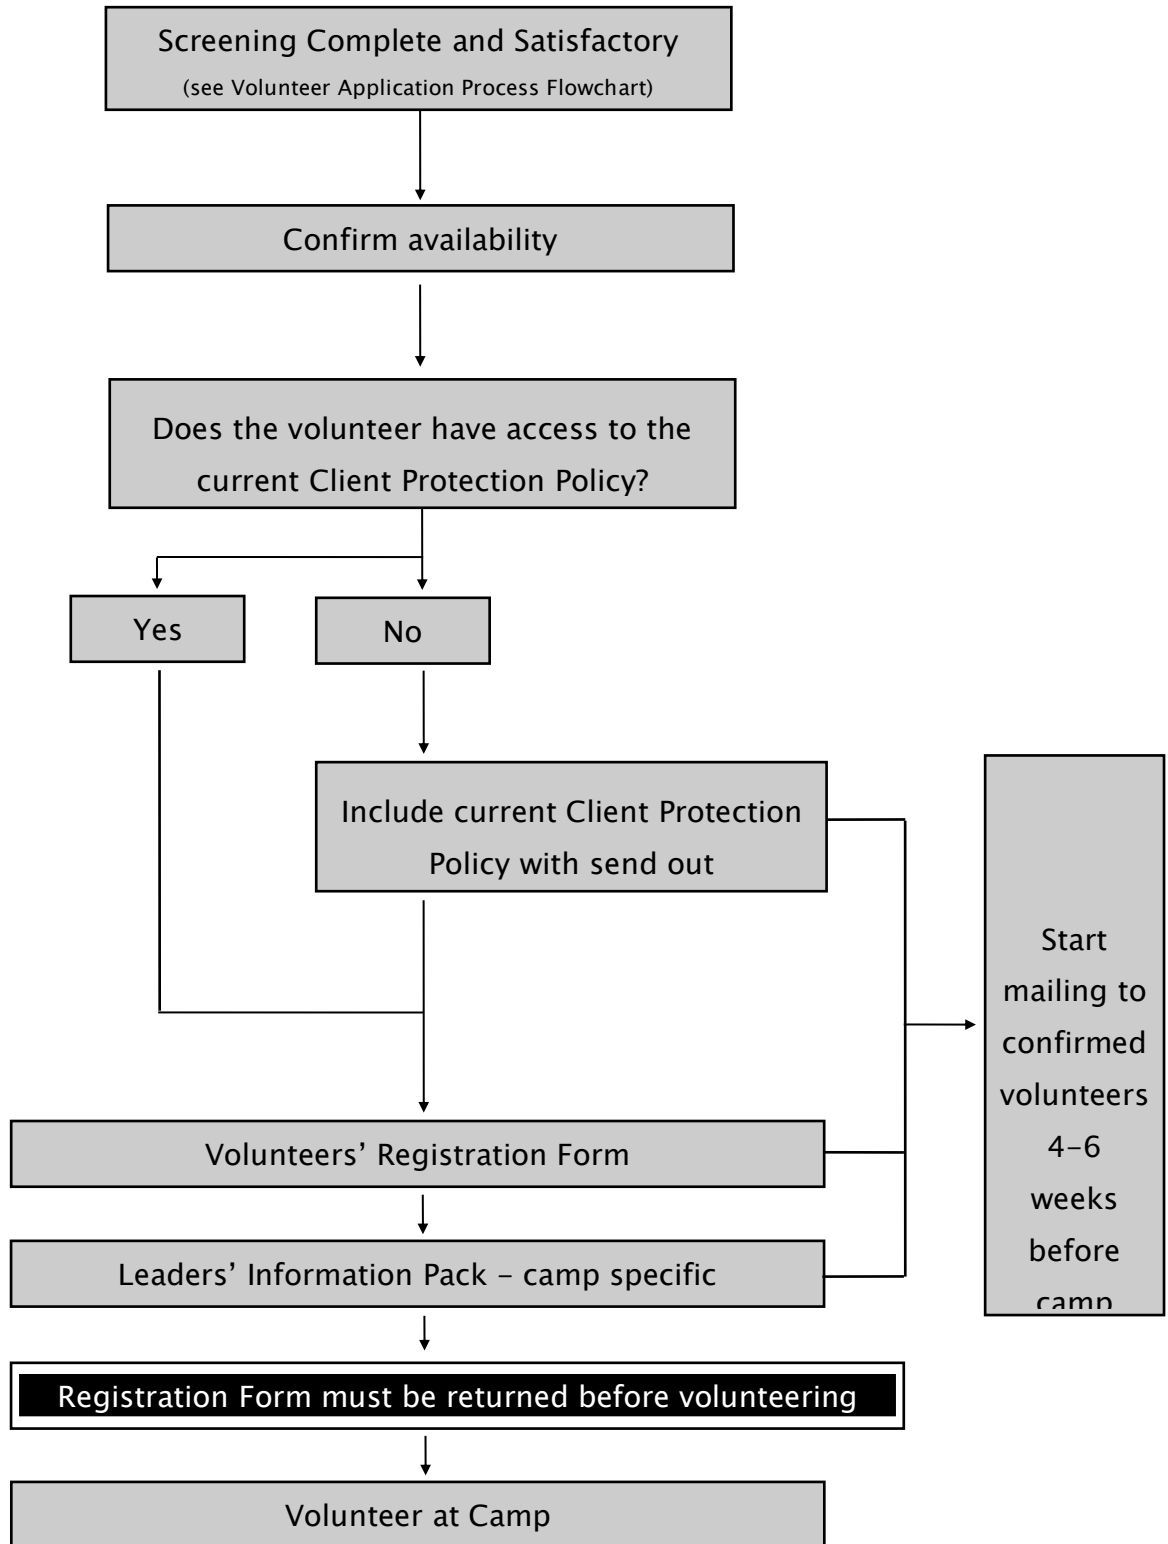 Screening Complete and Satisfactory
(see Volunteer Application Process Flowchart)
Confirm availability
Does the volunteer have access to the
current Client Protection Policy?
Yes
No
Include current Client Protection
Policy with send out
Start
mailing to
confirmed
volunteers
4–6
weeks
before
camp
Volunteers’ Registration Form
Leaders’ Information Pack – camp specific
Registration Form must be returned before volunteering
Volunteer at Camp